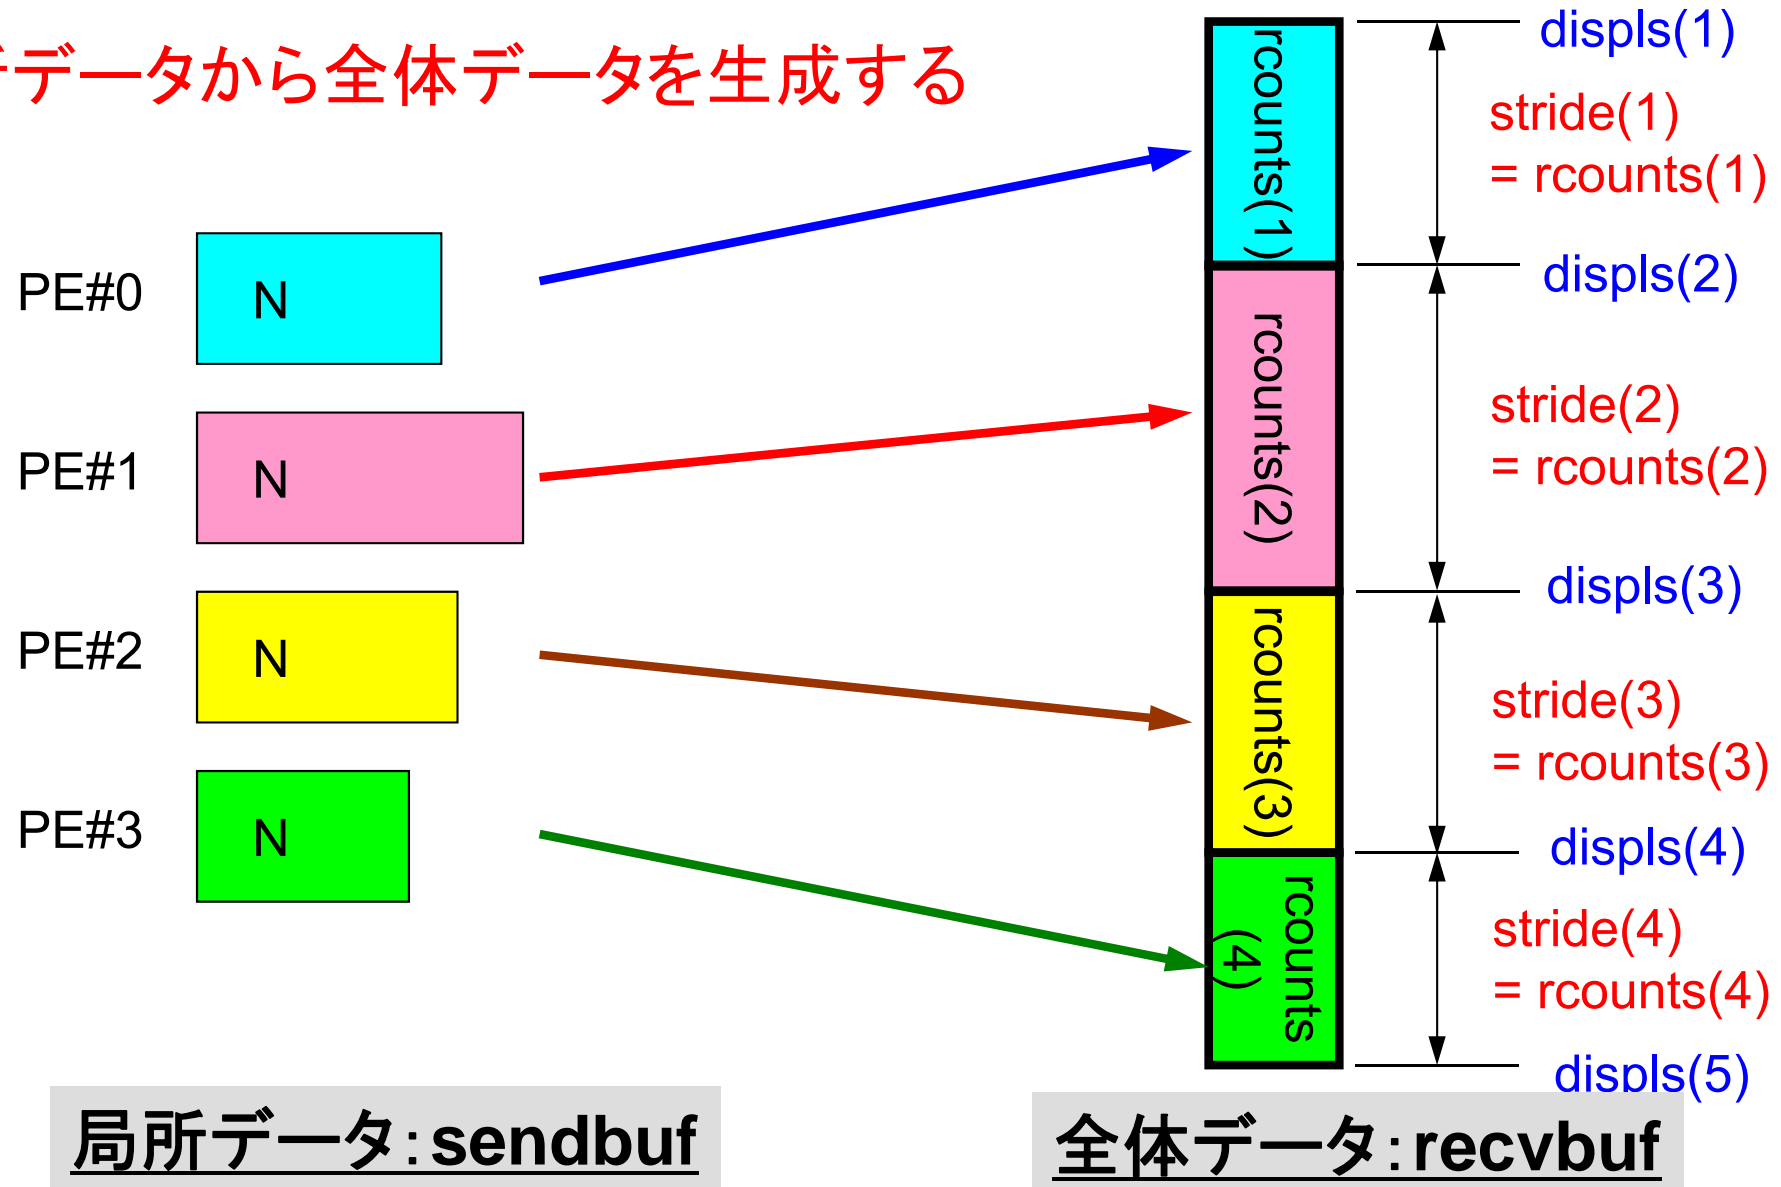 データから全体データを生成する
PE#0
N
PE#1
N
PE#2
N
PE#3
N
局所データ:sendbuf
rcounts(1)
rcounts(2)
rcounts(3)
rcounts
(4)
displs(1)
stride(1)
= rcounts(1)
displs(2)
stride(2)
= rcounts(2)
displs(3)
stride(3)
= rcounts(3)
displs(4)
stride(4)
= rcounts(4)
displs(5)
全体データ:recvbuf